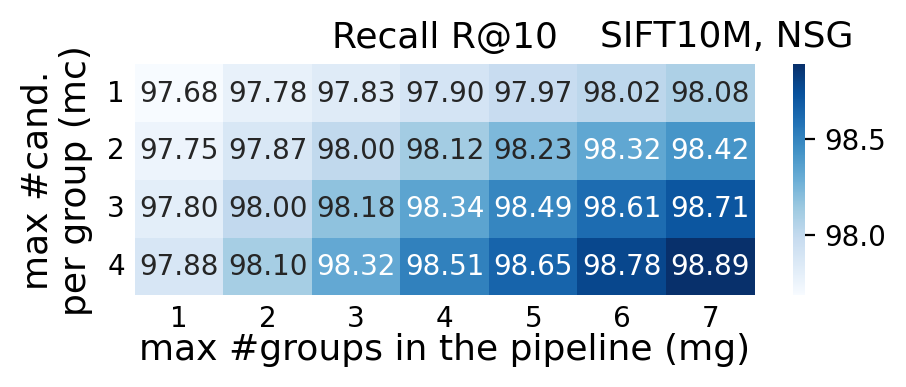 Recall R@10 SIFT10M, NSG
max #cand.
per group (mc)
1 97.68 97.78 97.83 97.90 97.97 98.02 98.08
2 97.75 97.87 98.00 98.12 98.23 98.32 98.42
3 97.80 98.00 98.18 98.34 98.49 98.61 98.71
4 97.88 98.10 98.32 98.51 98.65 98.78 98.89
1 2 3 4 5 6 7
max #groups in the pipeline (mg)
98.5
98.0